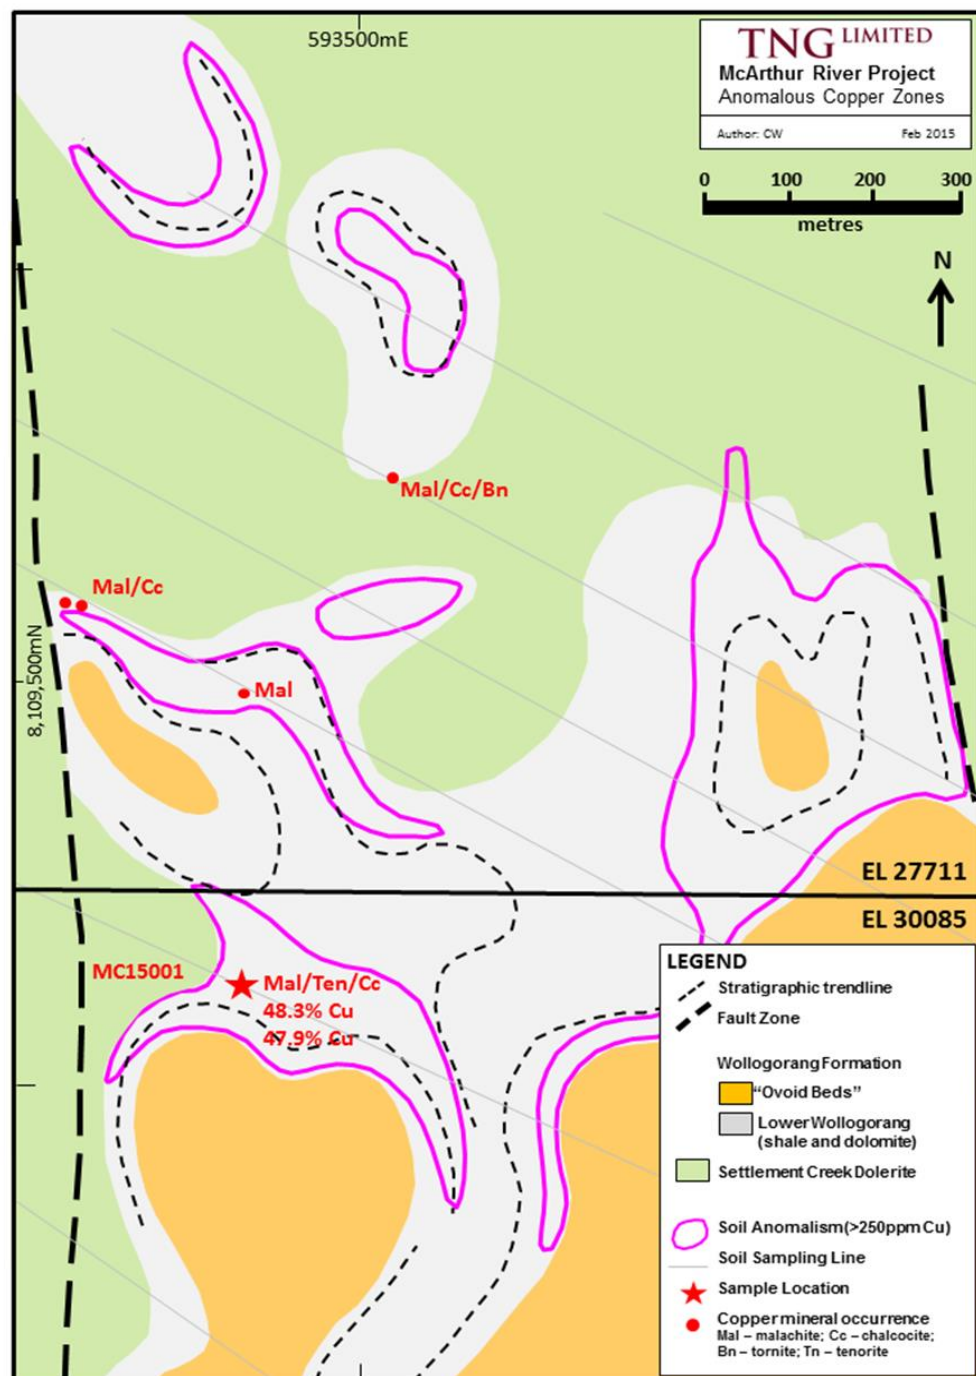 593500mE
TNG LIMITED
McArthur River Project
Anomalous Copper Zones
Author: CW Feb 2015
0 100 200 300
metres
N
Mal/Cc/Bn
Mal/Cc
8,109,500mN
Mal
EL 27711
EL 30085
MC15001
Mal/Ten/Cc
48.3% Cu
47.9% Cu
LEGEND
Stratigraphic trendline
Fault Zone
Wollogorang Formation
"Ovoid Beds"
Lower Wollogorang
(shale and dolomite)
Settlement Creek Dolerite
Soil Anomalism (>250ppm Cu)
Soil Sampling Line
Sample Location
Copper mineral occurrence
Mal – malachite; Cc – chalcocite;
Bn – tornite; Tn – tenorite